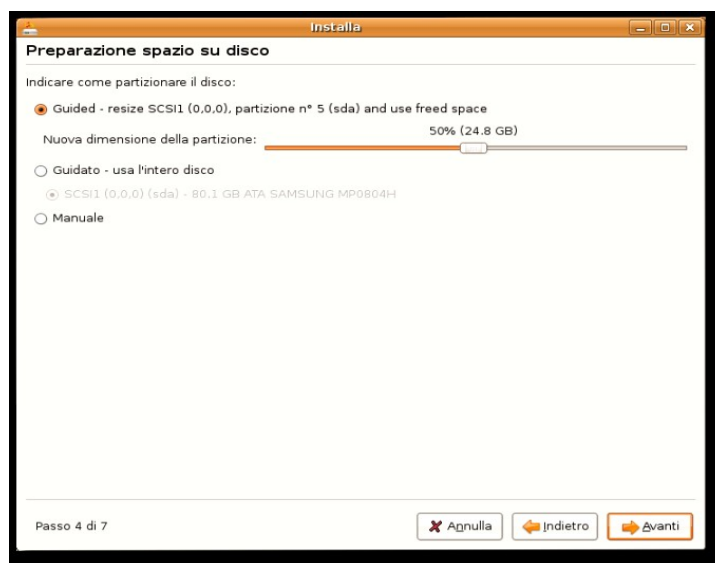 Installa
Preparazione spazio su disco
Indicare come partizionare il disco:
Guided - resize SCSI1 (0,0,0), partizione n° 5 (sda) and use freed space
Nuova dimensione della partizione:
50% (24.8 GB)
Guidato - usa l'intero disco
SCSI1 (0,0,0) (sda) - 80.1 GB ATA SAMSUNG MP0804H
Manuale
Passo 4 di 7
Annulla
Indietro
Avanti